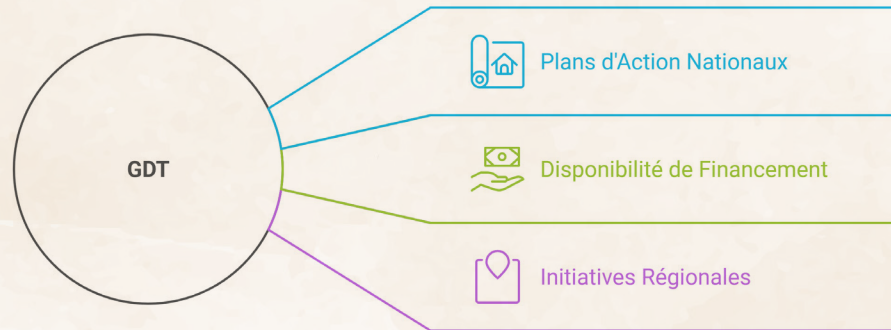 GDT
Plans d'Action Nationaux
Disponibilité de Financement
Initiatives Régionales